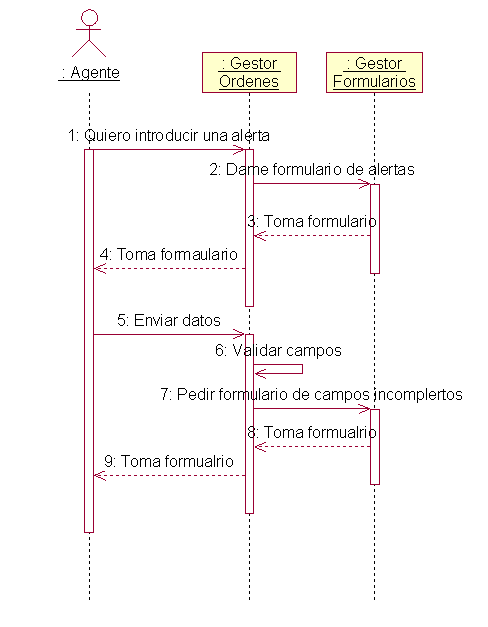 : Agente
: Gestor
Ordenes
: Gestor
Formularios
1: Quiero introducir una alerta
2: Dame formulario de alertas
3: Toma formulario
4: Toma formaulario
5: Enviar datos
6: Validar campos
7: Pedir formulario de campos incomplertos
8: Toma formualrio
9: Toma formualrio